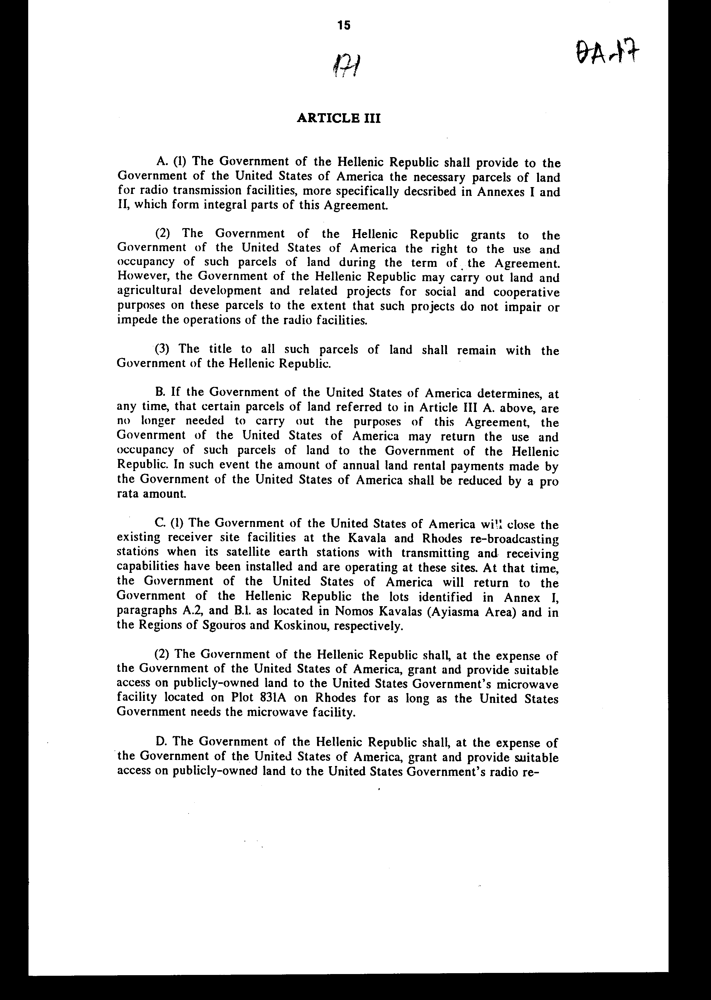 15
171
ΘA-17
ARTICLE III
A. (1) The Government of the Hellenic Republic shall provide to the
Government of the United States of America the necessary parcels of land
for radio transmission facilities, more specifically decsribed in Annexes I and
II, which form integral parts of this Agreement.
(2) The Government of the Hellenic Republic grants to the
Government of the United States of America the right to the use and
occupancy of such parcels of land during the term of the Agreement.
However, the Government of the Hellenic Republic may carry out land and
agricultural development and related projects for social and cooperative
purposes on these parcels to the extent that such projects do not impair or
impede the operations of the radio facilities.
(3) The title to all such parcels of land shall remain with the
Government of the Hellenic Republic.
B. If the Government of the United States of America determines, at
any time, that certain parcels of land referred to in Article III A. above, are
no longer needed to carry out the purposes of this Agreement, the
Govenrment of the United States of America may return the use and
occupancy of such parcels of land to the Government of the Hellenic
Republic. In such event the amount of annual land rental payments made by
the Government of the United States of America shall be reduced by a pro
rata amount.
C. (1) The Government of the United States of America will close the
existing receiver site facilities at the Kavala and Rhodes re-broadcasting
stations when its satellite earth stations with transmitting and receiving
capabilities have been installed and are operating at these sites. At that time,
the Government of the United States of America will return to the
Government of the Hellenic Republic the lots identified in Annex I,
paragraphs A.2, and B.1. as located in Nomos Kavalas (Ayiasma Area) and in
the Regions of Sgouros and Koskinou, respectively.
(2) The Government of the Hellenic Republic shall, at the expense of
the Government of the United States of America, grant and provide suitable
access on publicly-owned land to the United States Government's microwave
facility located on Plot 831A on Rhodes for as long as the United States
Government needs the microwave facility.
D. The Government of the Hellenic Republic shall, at the expense of
the Government of the United States of America, grant and provide suitable
access on publicly-owned land to the United States Government's radio re-